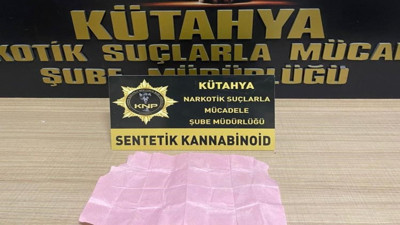 KÜTAHYA
KOTİK SUÇLARLA MÜCA
ŞUBE MÜDÜRLÜĞÜ
KÜTAHYA
NARKOTİK SUÇLARLA
MÜCADELE
ŞUBE MÜDÜRLÜĞÜ
KNP
SENTETİK KANNABİNOİD